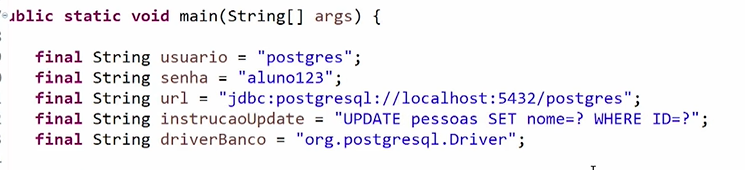 public static void main(String[] args) {
final String usuario = "postgres";
final String senha = "aluno123";
final String url = "jdbc:postgresql://localhost:5432/postgres";
final String instrucaoUpdate = "UPDATE pessoas SET nome=? WHERE ID=?";
final String driverBanco = "org.postgresql.Driver";